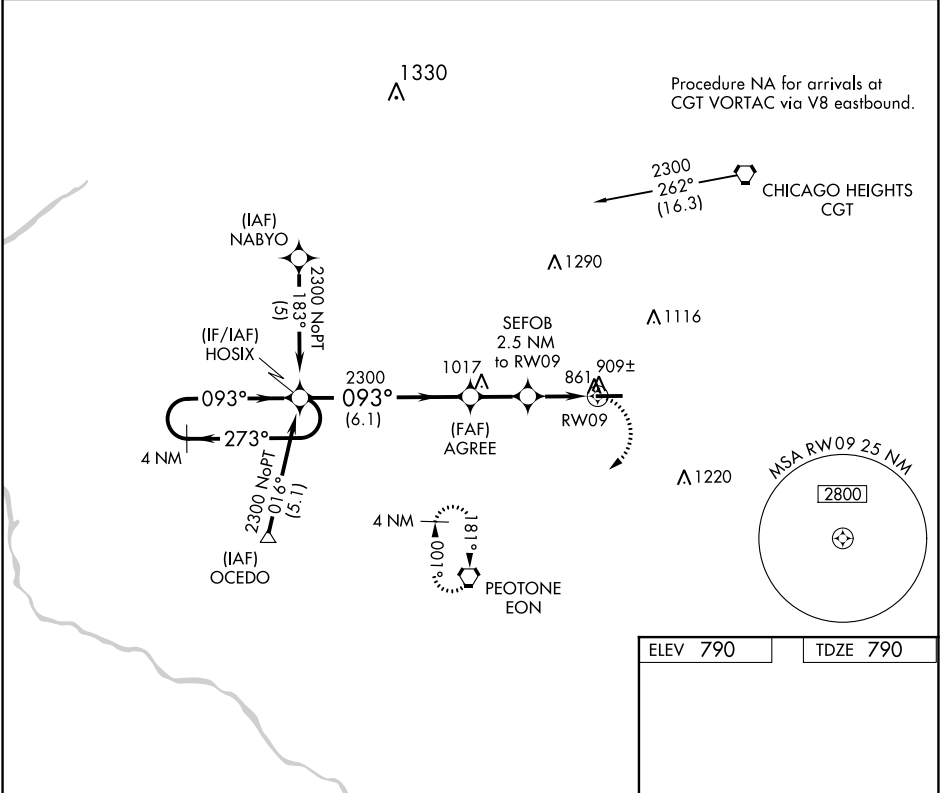 1330
Procedure NA for arrivals at
CGT VORTAC via V8 eastbound.
2300
262°
(16.3)
CHICAGO HEIGHTS
CGT
(IAF)
NABYO
2300 NoPT
183°
(5)
1290
1116
SEFOB
2.5 NM
to RW09
(IF/IAF)
HOSIX
1017
861
909±
2300
093°
(6.1)
093°
273°
4 NM
(FAF)
AGREE
RW09
2300 NoPT
016°
(5.1)
(IAF)
OCEDO
1220
MSA RW09 25 NM
2800
4 NM
181°
001°
PEOTONE
EON
ELEV 790
TDZE 790